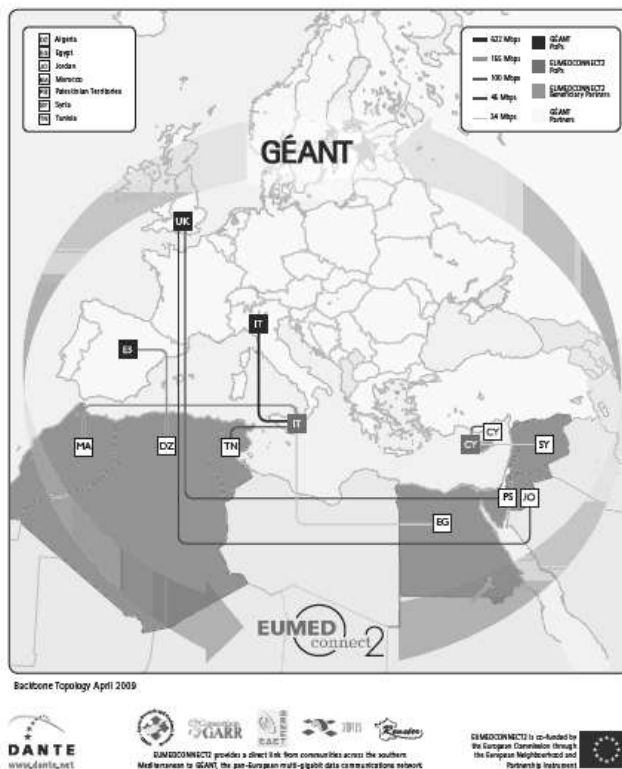 DZ Algeria
EG Egypt
JO Jordan
MA Morocco
PS Palestinian Territories
SY Syria
TN Tunisia
622 Mbps
155 Mbps
100 Mbps
45 Mbps
34 Mbps
GÉANT
PoPs
EUMEDCONNECT2
PoPs
EUMEDCONNECT2
Beneficiary Partners
GÉANT
Partners
GÉANT
UK
IT
ES
IT
MA
DZ
TN
CY
CY
SY
PS
JO
EG
EUMED
connect2
Backbone Topology April 2009
DANTE
www.dante.net
GARR
Renater
EUMEDCONNECT2 provides a direct link from communities across the southern
Mediterranean to GÉANT, the pan-European multi-gigabit data communications network
EUMEDCONNECT2 is co-funded by
the European Commission through
the European Neighbourhood and
Partnership Instrument